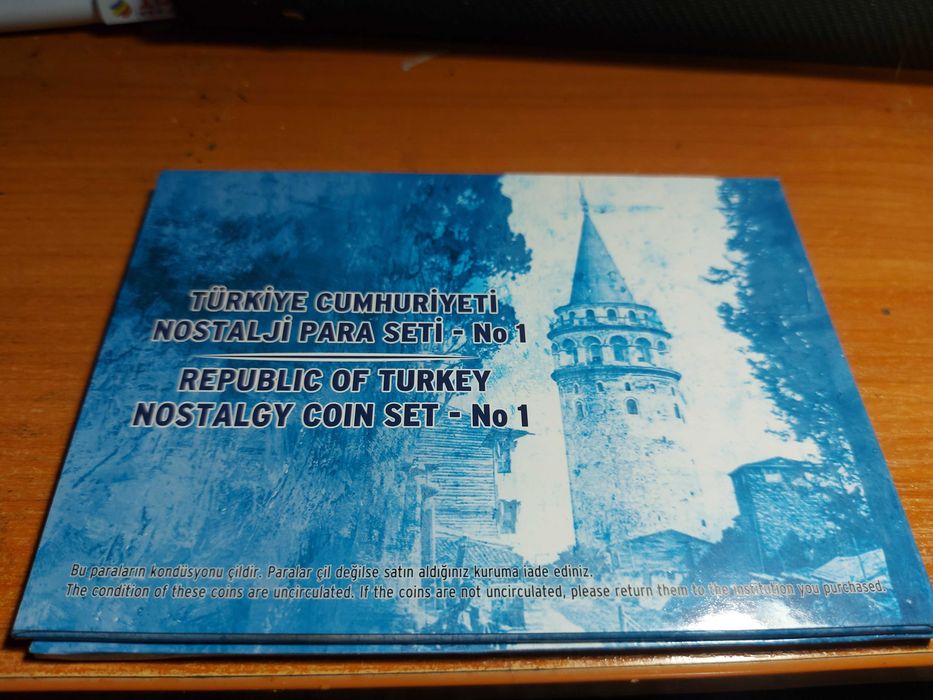 TÜRKİYE CUMHURİYETİ
NOSTALJİ PARA SETİ - No 1
REPUBLIC OF TURKEY
NOSTALGY COIN SET - No 1
Bu paraların kondüsyonu çildir. Paralar çil değilse satın aldığınız kuruma iade ediniz.
The condition of these coins are uncirculated. If the coins are not uncirculated, please return them to the institution you purchased.